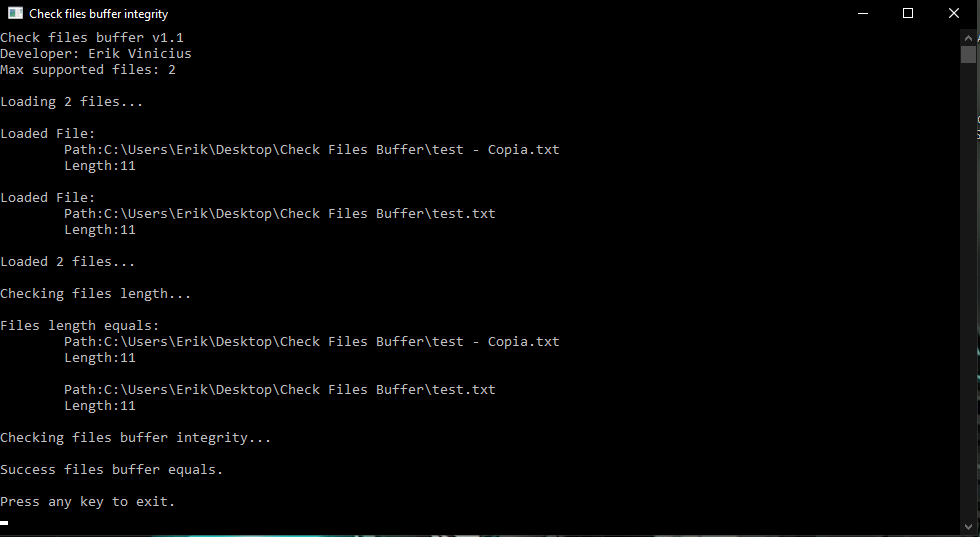 Check files buffer integrity
Check files buffer v1.1
Developer: Erik Vinicius
Max supported files: 2
Loading 2 files...
Loaded File:
Path:C:\Users\Erik\Desktop\Check Files Buffer\test - Copia.txt
Length:11
Loaded File:
Path:C:\Users\Erik\Desktop\Check Files Buffer\test.txt
Length:11
Loaded 2 files...
Checking files length...
Files length equals:
Path:C:\Users\Erik\Desktop\Check Files Buffer\test - Copia.txt
Length:11
Path:C:\Users\Erik\Desktop\Check Files Buffer\test.txt
Length:11
Checking files buffer integrity...
Success files buffer equals.
Press any key to exit.